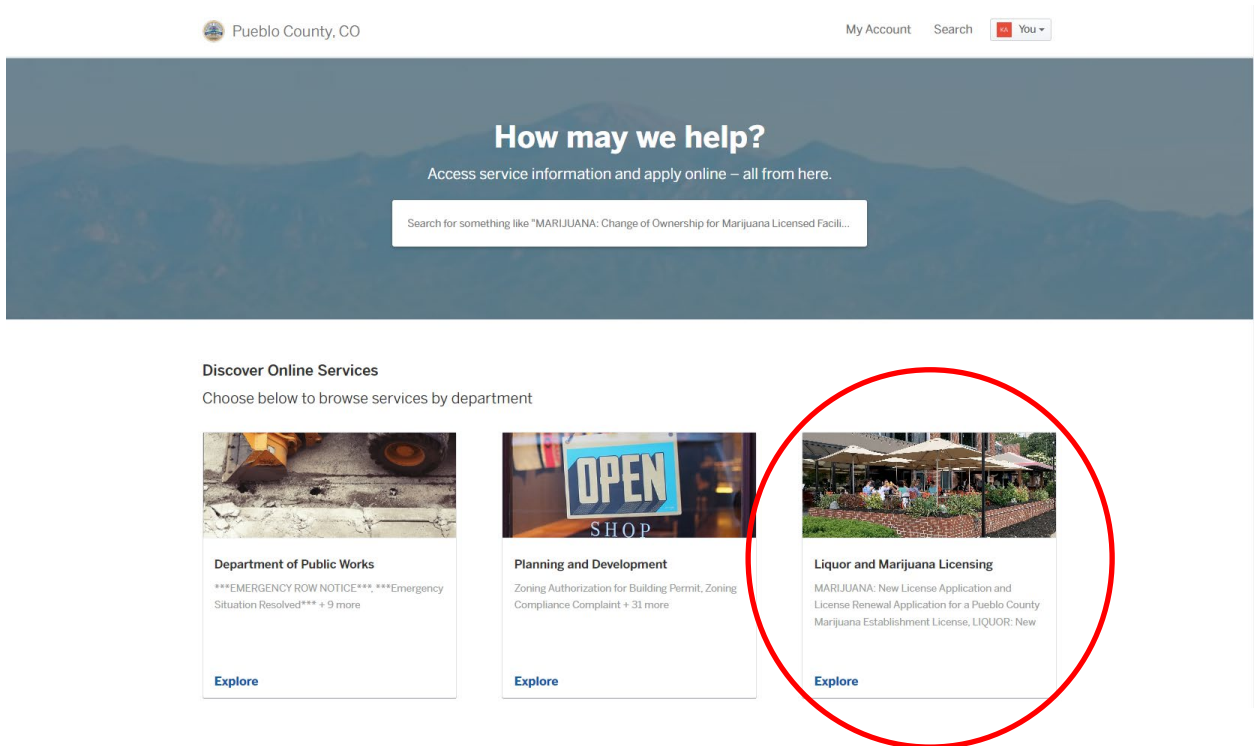 Pueblo County, CO
My Account Search KA You
How may we help?
Access service information and apply online – all from here.
Search for something like "MARIJUANA: Change of Ownership for Marijuana Licensed Facili...
Discover Online Services
Choose below to browse services by department
OPEN
SHOP
Department of Public Works
***EMERGENCY ROW NOTICE***, ***Emergency
Situation Resolved*** + 9 more
Explore
Planning and Development
Zoning Authorization for Building Permit, Zoning
Compliance Complaint + 31 more
Explore
Liquor and Marijuana Licensing
MARIJUANA: New License Application and
License Renewal Application for a Pueblo County
Marijuana Establishment License, LIQUOR: New
Explore